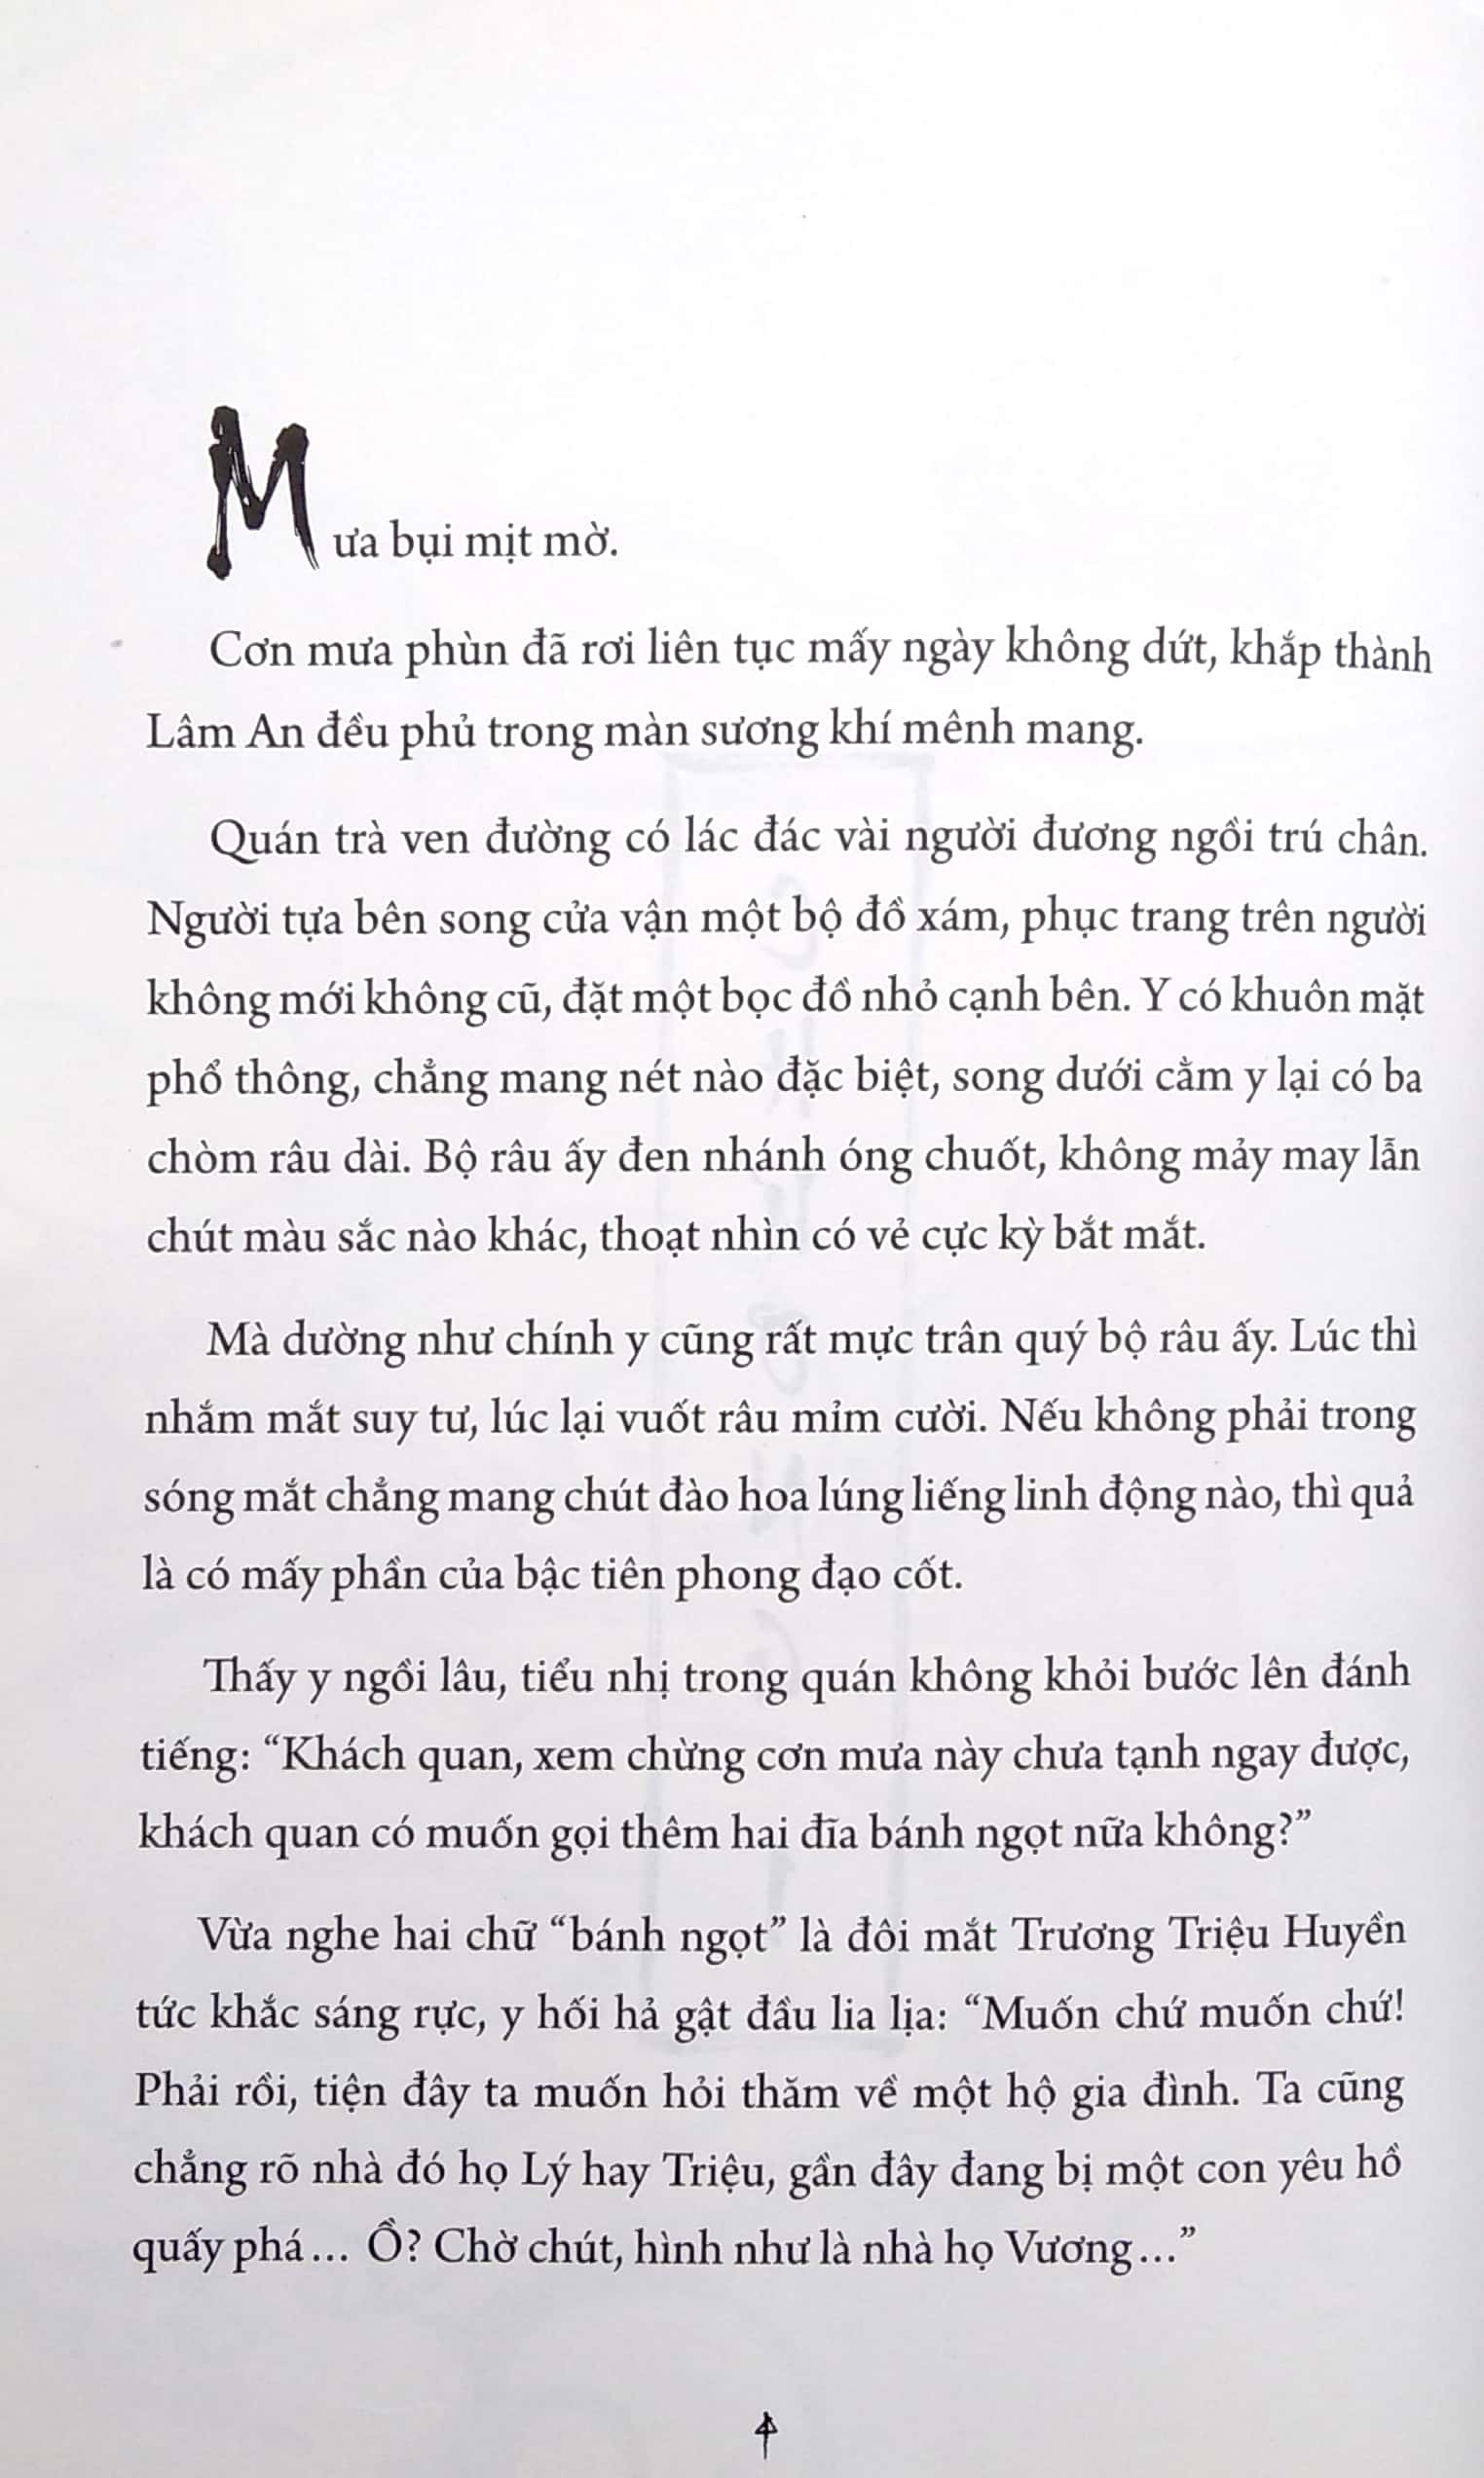 Mưa bụi mịt mờ.
Cơn mưa phùn đã rơi liên tục mấy ngày không dứt, khắp thành
Lâm An đều phủ trong màn sương khí mênh mang.
Quán trà ven đường có lác đác vài người đương ngồi trú chân.
Người tựa bên song cửa vận một bộ đồ xám, phục trang trên người
không mới không cũ, đặt một bọc đồ nhỏ cạnh bên. Y có khuôn mặt
phổ thông, chẳng mang nét nào đặc biệt, song dưới cằm y lại có ba
chòm râu dài. Bộ râu ấy đen nhánh óng chuốt, không mảy may lẫn
chút màu sắc nào khác, thoạt nhìn có vẻ cực kỳ bắt mắt.
Mà dường như chính y cũng rất mực trân quý bộ râu ấy. Lúc thì
nhắm mắt suy tư, lúc lại vuốt râu mỉm cười. Nếu không phải trong
sóng mắt chẳng mang chút đào hoa lúng liếng linh động nào, thì quả
là có mấy phần của bậc tiên phong đạo cốt.
Thấy y ngồi lâu, tiểu nhị trong quán không khỏi bước lên đánh
tiếng: “Khách quan, xem chừng cơn mưa này chưa tạnh ngay được,
khách quan có muốn gọi thêm hai đĩa bánh ngọt nữa không?”
Vừa nghe hai chữ “bánh ngọt” là đôi mắt Trương Triệu Huyền
tức khắc sáng rực, y hối hả gật đầu lia lịa: “Muốn chứ muốn chứ!
Phải rồi, tiện đây ta muốn hỏi thăm về một hộ gia đình. Ta cũng
chẳng rõ nhà đó họ Lý hay Triệu, gần đây đang bị một con yêu hồ
quấy phá... Ồ? Chờ chút, hình như là nhà họ Vương...”
4